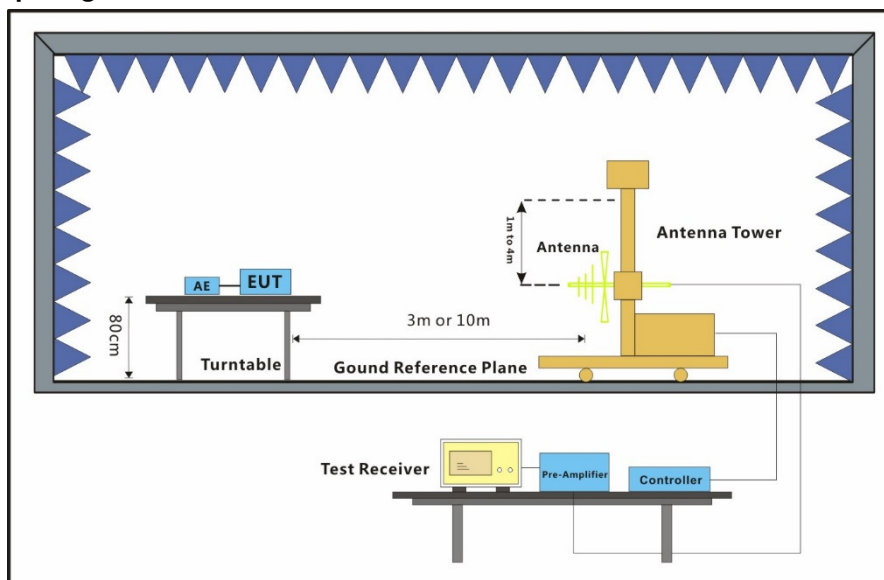 1m to 4m
Antenna
Antenna Tower
AE
EUT
80cm
3m or 10m
Turntable
Gound Reference Plane
Test Receiver
Pre-Amplifier
Controller